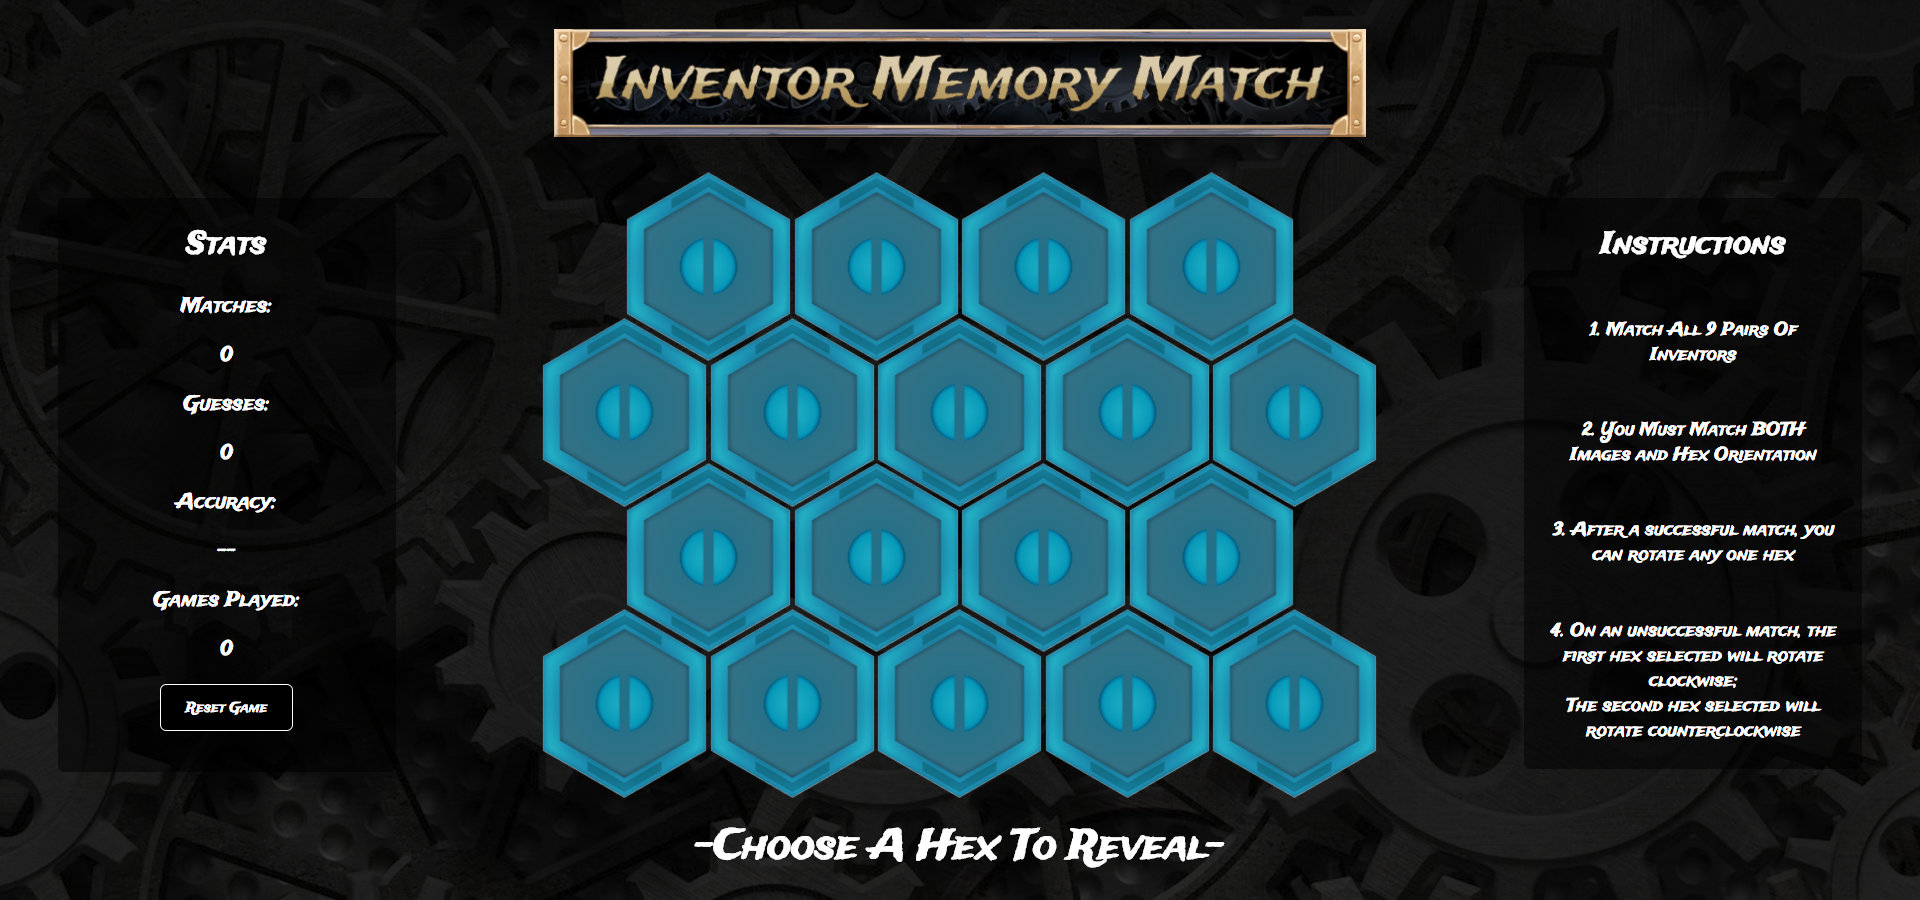 Inventor Memory Match
Stats
Matches:
0
Guesses:
0
Accuracy:
--
Games Played:
0
Reset Game
Instructions
1. Match All 9 Pairs Of
Inventors
2. You Must Match BOTH
Images and Hex Orientation
3. After a successful match, you
can rotate any one hex
4. On an unsuccessful match, the
first hex selected will rotate
clockwise;
The second hex selected will
rotate counterclockwise
-Choose A Hex To Reveal-